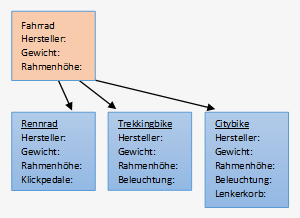 Fahrrad
Hersteller:
Gewicht:
Rahmenhöhe:
Rennrad
Hersteller:
Gewicht:
Rahmenhöhe:
Klickpedale:
Trekkingbike
Hersteller:
Gewicht:
Rahmenhöhe:
Beleuchtung:
Citybike
Hersteller:
Gewicht:
Rahmenhöhe:
Beleuchtung:
Lenkerkorb: